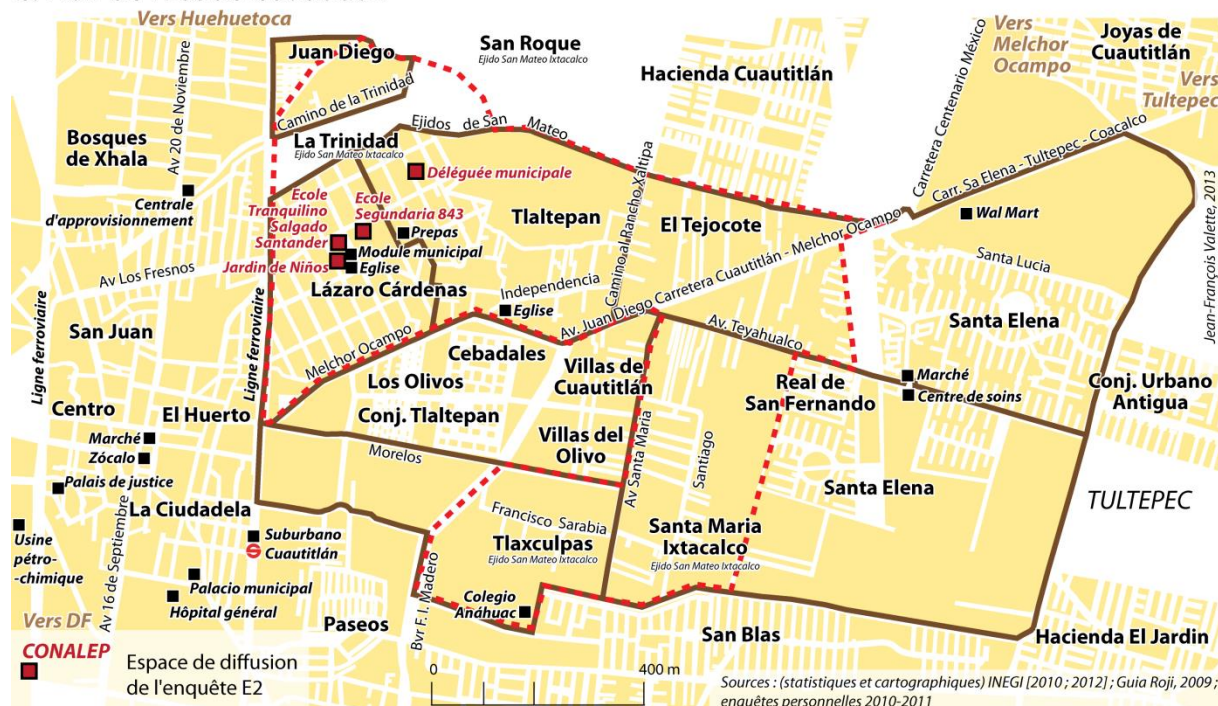 Vers Huehuetoca
Juan Diego
San Roque
Ejido San Mateo Ixtacalco
Hacienda Cuautitlán
Vers
Melchor
Ocampo
Joyas de
Cuautitlán
Vers
Tultepec
Av 20 de Noviembre
Camino de la Trinidad
Carretera Centenario México
Bosques
de Xhala
La Trinidad
Ejido San Mateo Ixtacalco
Ejidos de San Mateo
Carr. Sa Elena - Tultepec - Coacalco
Déléguée municipale
Centrale
d'approvisionnement
Ecole
Tranquilino
Salgado
Santander
Ecole
Segundaria 843
Prepas
Tlaltepan
Camino al Rancho Xaltipa
El Tejocote
Wal Mart
Module municipal
Jardin de Niños
Eglise
Av Los Fresnos
Lázaro Cárdenas
Independencia
Santa Lucia
Eglise
Av. Juan Diego Carretera Cuautitlán - Melchor Ocampo
San Juan
Ligne ferroviaire
Ligne ferroviaire
Melchor Ocampo
Cebadales
Av. Teyahualco
Santa Elena
Los Olivos
Villas de
Cuautitlán
Real de
San Fernando
Marché
Centre de soins
Conj. Urbano
Antigua
Centro
El Huerto
Conj. Tlaltepan
Marché
Zócalo
Morelos
Villas del
Olivo
Av Santa Maria
Santiago
Palais de justice
Santa Elena
TULTEPEC
La Ciudadela
Francisco Sarabia
Usine
pétro-
-chimique
Suburbano
Cuautitlán
Tlaxculpas
Ejido San Mateo Ixtacalco
Santa Maria
Ixtacalco
Ejido San Mateo Ixtacalco
Av 16 de Septiembre
Palacio municipal
Hôpital général
Bvr F. I. Madero
Colegio
Anáhuac
Vers DF
Paseos
San Blas
Hacienda El Jardin
CONALEP
Espace de diffusion
de l'enquête E2
0 400 m
Sources : (statistiques et cartographiques) INEGI [2010 ; 2012] ; Guia Roji, 2009 ;
enquêtes personnelles 2010-2011
Jean-François Valette, 2013